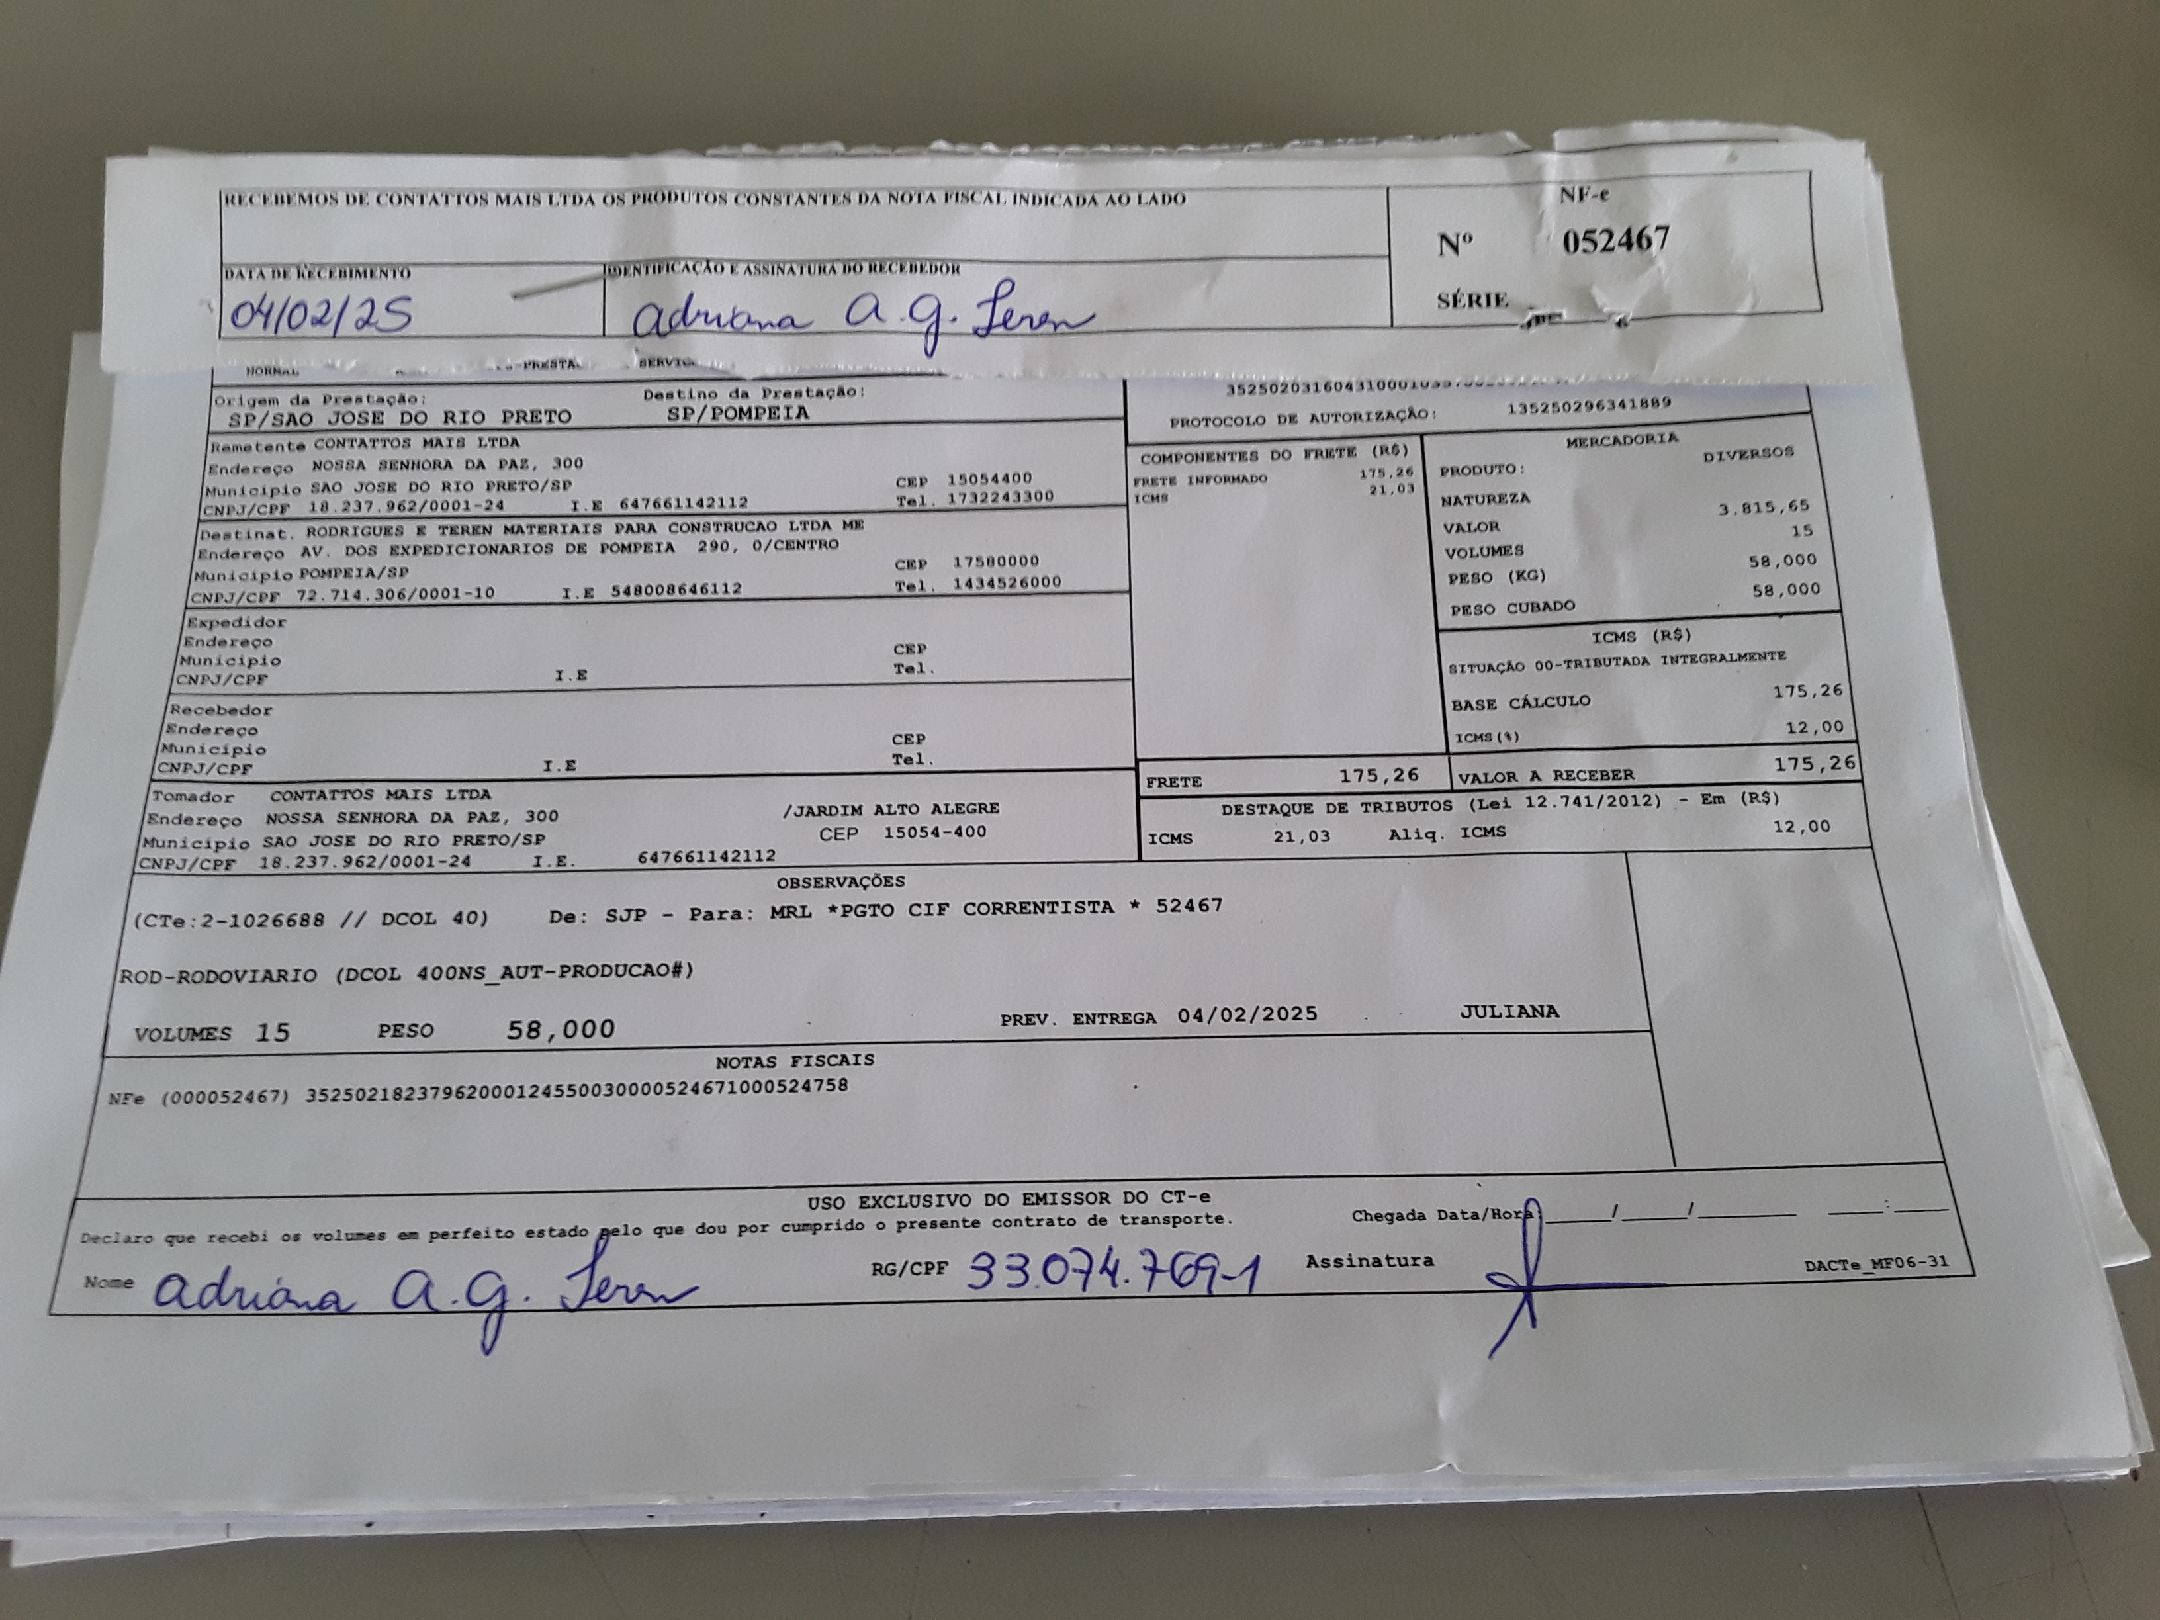 RECEBEMOS DE CONTATTOS MAIS LTDA OS PRODUTOS CONSTANTES DA NOTA FISCAL INDICADA AO LADO
NF-e
Nº 052467
SÉRIE
DATA DE RECEBIMENTO
04/02/25
IDENTIFICAÇÃO E ASSINATURA DO RECEBEDOR
Adriana A. G. Teren
NORMAL
Origem da Prestação:
SP/SAO JOSE DO RIO PRETO
Destino da Prestação:
SP/POMPEIA
PROTOCOLO DE AUTORIZAÇÃO: 135250296341889
Remetente CONTATTOS MAIS LTDA
Endereço NOSSA SENHORA DA PAZ, 300
Município SAO JOSE DO RIO PRETO/SP CEP 15054400
CNPJ/CPF 18.237.962/0001-24 I.E 647661142112 Tel. 1732243300
Destinat. RODRIGUES E TEREN MATERIAIS PARA CONSTRUCAO LTDA ME
Endereço AV. DOS EXPEDICIONARIOS DE POMPEIA 290, 0/CENTRO
Município POMPEIA/SP CEP 17580000
CNPJ/CPF 72.714.306/0001-10 I.E 548008646112 Tel. 1434526000
Expedidor
Endereço
Município CEP
CNPJ/CPF I.E Tel.
Recebedor
Endereço
Município CEP
CNPJ/CPF I.E Tel.
Tomador CONTATTOS MAIS LTDA
Endereço NOSSA SENHORA DA PAZ, 300 /JARDIM ALTO ALEGRE
Município SAO JOSE DO RIO PRETO/SP CEP 15054-400
CNPJ/CPF 18.237.962/0001-24 I.E. 647661142112
COMPONENTES DO FRETE (R$)
FRETE INFORMADO 175,26
ICMS 21,03
MERCADORIA
PRODUTO: DIVERSOS
NATUREZA
VALOR 3.815,65
VOLUMES 15
PESO (KG) 58,000
PESO CUBADO 58,000
ICMS (R$)
SITUAÇÃO 00-TRIBUTADA INTEGRALMENTE
BASE CÁLCULO 175,26
ICMS(%) 12,00
FRETE 175,26 VALOR A RECEBER 175,26
DESTAQUE DE TRIBUTOS (Lei 12.741/2012) - Em (R$)
ICMS 21,03 Aliq. ICMS 12,00
OBSERVAÇÕES
(CTe:2-1026688 // DCOL 40) De: SJP - Para: MRL *PGTO CIF CORRENTISTA * 52467
ROD-RODOVIARIO (DCOL 400NS_AUT-PRODUCAO#)
VOLUMES 15 PESO 58,000 PREV. ENTREGA 04/02/2025 JULIANA
NOTAS FISCAIS
NFe (000052467) 35250218237962000124550030000524671000524758
USO EXCLUSIVO DO EMISSOR DO CT-e
Declaro que recebi os volumes em perfeito estado pelo que dou por cumprido o presente contrato de transporte.
Chegada Data/Hora: ____/____/______ ____:____
Nome Adriana A. G. Teren RG/CPF 33.074.769-1 Assinatura
DACTe_MF06-31